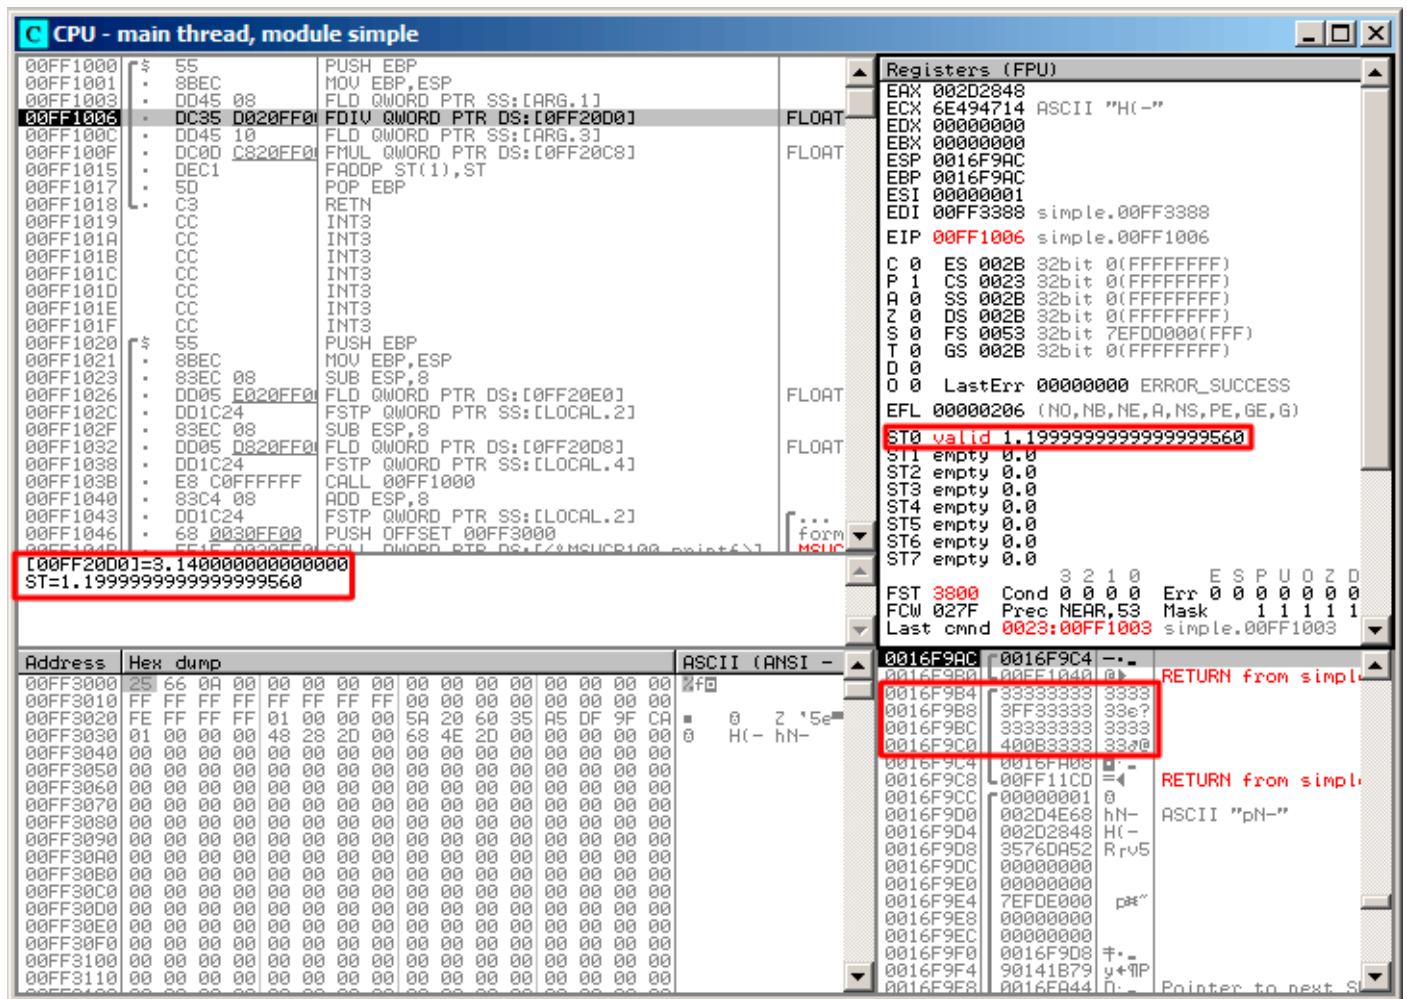 CPU - main thread, module simple
00FF1000 $ 55 PUSH EBP
00FF1001 . 8BEC MOV EBP,ESP
00FF1003 . DD45 08 FLD QWORD PTR SS:[ARG.1]
00FF1006 . DC35 D020FF0 FDIV QWORD PTR DS:[0FF20D0] FLOAT
00FF100C . DD45 10 FLD QWORD PTR SS:[ARG.3]
00FF100F . DC0D C820FF0 FMUL QWORD PTR DS:[0FF20C8] FLOAT
00FF1015 . DEC1 FADDP ST(1),ST
00FF1017 . 5D POP EBP
00FF1018 . C3 RETN
00FF1019 CC INT3
00FF101A CC INT3
00FF101B CC INT3
00FF101C CC INT3
00FF101D CC INT3
00FF101E CC INT3
00FF101F CC INT3
00FF1020 $ 55 PUSH EBP
00FF1021 . 8BEC MOV EBP,ESP
00FF1023 . 83EC 08 SUB ESP,8
00FF1026 . DD05 E020FF0 FLD QWORD PTR DS:[0FF20E0] FLOAT
00FF102C . DD1C24 FSTP QWORD PTR SS:[LOCAL.2]
00FF102F . 83EC 08 SUB ESP,8
00FF1032 . DD05 D820FF0 FLD QWORD PTR DS:[0FF20D8] FLOAT
00FF1038 . DD1C24 FSTP QWORD PTR SS:[LOCAL.4]
00FF103B . E8 C0FFFFFF CALL 00FF1000
00FF1040 . 83C4 08 ADD ESP,8
00FF1043 . DD1C24 FSTP QWORD PTR SS:[LOCAL.2] ...
00FF1046 . 68 0030FF00 PUSH OFFSET 00FF3000 form
[00FF20D0]=3.140000000000000
ST=1.1999999999999999560
Registers (FPU)
EAX 002D2848
ECX 6E494714 ASCII "H(-"
EDX 00000000
EBX 00000000
ESP 0016F9AC
EBP 0016F9AC
ESI 00000001
EDI 00FF3388 simple.00FF3388
EIP 00FF1006 simple.00FF1006
C 0 ES 002B 32bit 0(FFFFFFFF)
P 1 CS 0023 32bit 0(FFFFFFFF)
A 0 SS 002B 32bit 0(FFFFFFFF)
Z 0 DS 002B 32bit 0(FFFFFFFF)
S 0 FS 0053 32bit 7EFDD000(FFF)
T 0 GS 002B 32bit 0(FFFFFFFF)
D 0
O 0 LastErr 00000000 ERROR_SUCCESS
EFL 00000206 (NO,NB,NE,A,NS,PE,GE,G)
ST0 valid 1.1999999999999999560
ST1 empty 0.0
ST2 empty 0.0
ST3 empty 0.0
ST4 empty 0.0
ST5 empty 0.0
ST6 empty 0.0
ST7 empty 0.0
3 2 1 0 E S P U O Z D
FST 3800 Cond 0 0 0 0 Err 0 0 0 0 0 0 0
FCW 027F Prec NEAR,53 Mask 1 1 1 1 1
Last cmnd 0023:00FF1003 simple.00FF1003
Address Hex dump ASCII (ANSI -
00FF3000 25 66 0A 00 00 00 00 00 00 00 00 00 00 00 00 00 %f
00FF3010 FF FF FF FF FF FF FF FF 00 00 00 00 00 00 00 00
00FF3020 FE FF FF FF 01 00 00 00 5A 20 60 35 A5 DF 9F CA
00FF3030 01 00 00 00 48 28 2D 00 68 4E 2D 00 00 00 00 00 H(- hN-
00FF3040 00 00 00 00 00 00 00 00 00 00 00 00 00 00 00 00
00FF3050 00 00 00 00 00 00 00 00 00 00 00 00 00 00 00 00
00FF3060 00 00 00 00 00 00 00 00 00 00 00 00 00 00 00 00
00FF3070 00 00 00 00 00 00 00 00 00 00 00 00 00 00 00 00
00FF3080 00 00 00 00 00 00 00 00 00 00 00 00 00 00 00 00
00FF3090 00 00 00 00 00 00 00 00 00 00 00 00 00 00 00 00
00FF30A0 00 00 00 00 00 00 00 00 00 00 00 00 00 00 00 00
00FF30B0 00 00 00 00 00 00 00 00 00 00 00 00 00 00 00 00
00FF30C0 00 00 00 00 00 00 00 00 00 00 00 00 00 00 00 00
00FF30D0 00 00 00 00 00 00 00 00 00 00 00 00 00 00 00 00
00FF30E0 00 00 00 00 00 00 00 00 00 00 00 00 00 00 00 00
00FF30F0 00 00 00 00 00 00 00 00 00 00 00 00 00 00 00 00
00FF3100 00 00 00 00 00 00 00 00 00 00 00 00 00 00 00 00
00FF3110 00 00 00 00 00 00 00 00 00 00 00 00 00 00 00 00
0016F9AC 0016F9C4
0016F9B0 00FF1040 RETURN from simpl
0016F9B4 33333333 3333
0016F9B8 3FF33333 33
0016F9BC 33333333 3333
0016F9C0 400B3333 33
0016F9C4 0016FA08
0016F9C8 00FF11CD RETURN from simpl
0016F9CC 00000001
0016F9D0 002D4E68 hN- ASCII "pN-"
0016F9D4 002D2848 H(-
0016F9D8 3576DA52
0016F9DC 00000000
0016F9E0 00000000
0016F9E4 7EFDE000
0016F9E8 00000000
0016F9EC 00000000
0016F9F0 0016F9D8
0016F9F4 90141B79
0016F9F8 0016FA44 Pointer to next